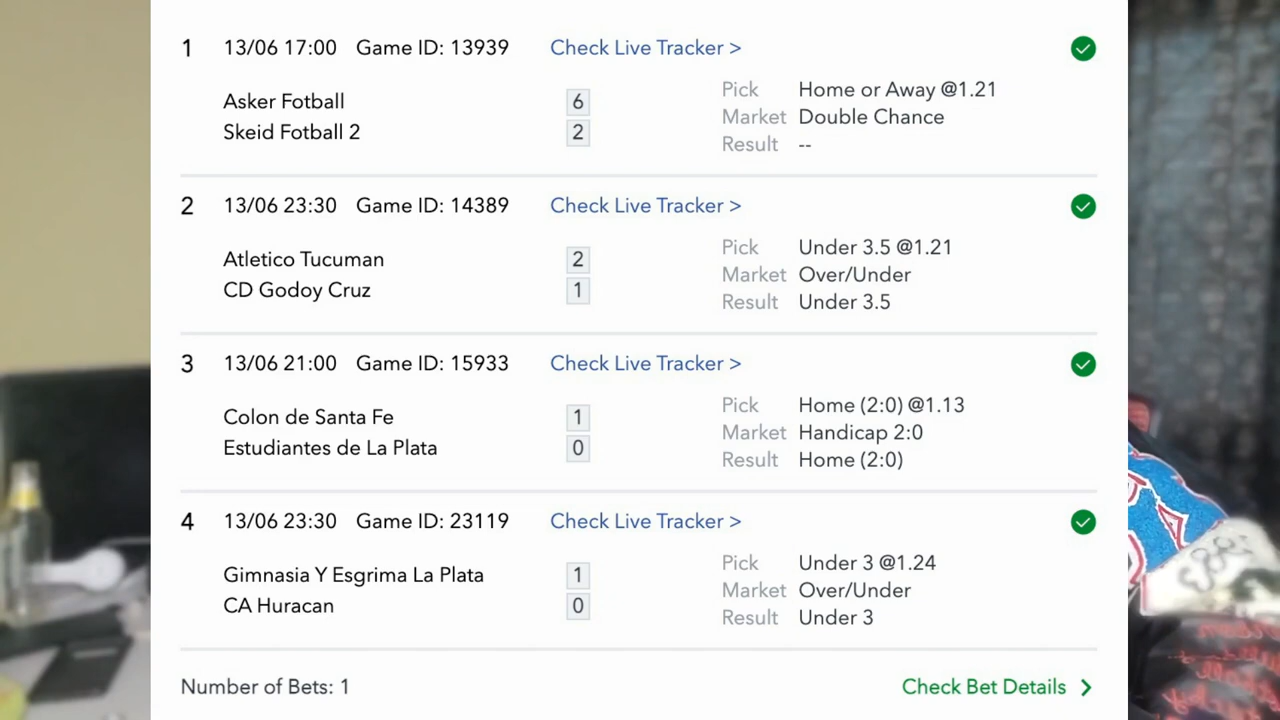 1 13/06 17:00 Game ID: 13939 Check Live Tracker >
Asker Fotball 6
Skeid Fotball 2 2
Pick Home or Away @1.21
Market Double Chance
Result --
2 13/06 23:30 Game ID: 14389 Check Live Tracker >
Atletico Tucuman 2
CD Godoy Cruz 1
Pick Under 3.5 @1.21
Market Over/Under
Result Under 3.5
3 13/06 21:00 Game ID: 15933 Check Live Tracker >
Colon de Santa Fe 1
Estudiantes de La Plata 0
Pick Home (2:0) @1.13
Market Handicap 2:0
Result Home (2:0)
4 13/06 23:30 Game ID: 23119 Check Live Tracker >
Gimnasia Y Esgrima La Plata 1
CA Huracan 0
Pick Under 3 @1.24
Market Over/Under
Result Under 3
Number of Bets: 1
Check Bet Details >